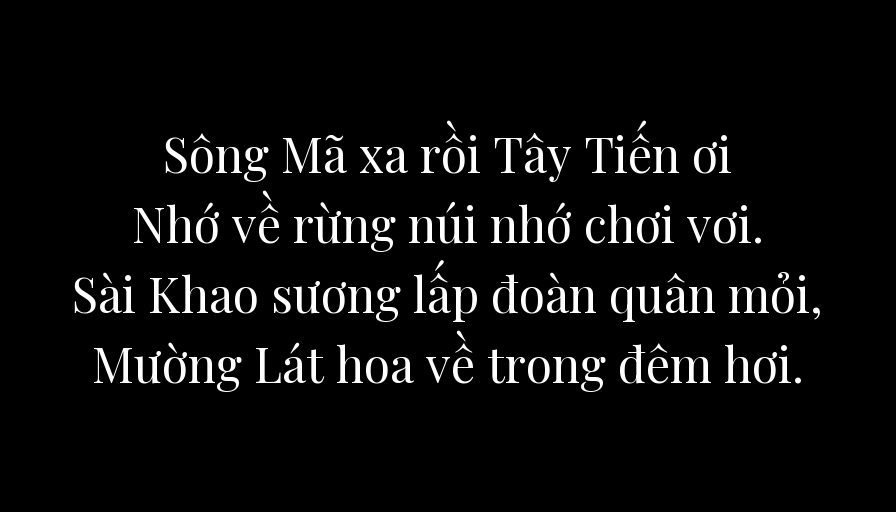 Sông Mã xa rồi Tây Tiến ơi
Nhớ về rừng núi nhớ chơi vơi.
Sài Khao sương lấp đoàn quân mỏi,
Mường Lát hoa về trong đêm hơi.